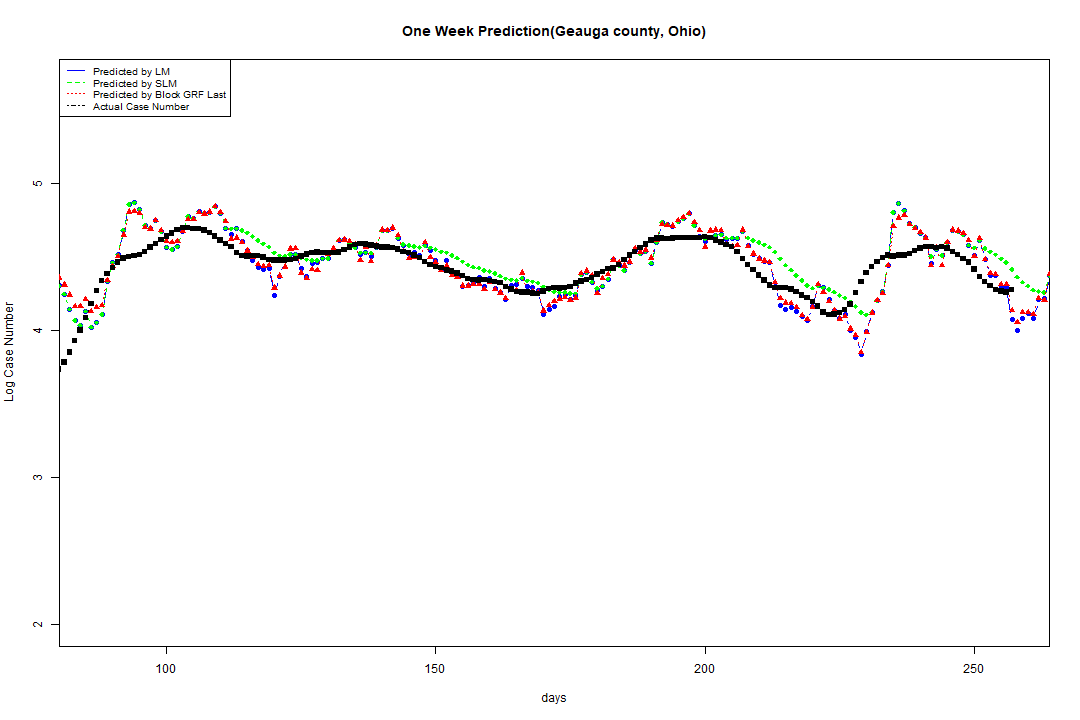 One Week Prediction(Geauga county, Ohio)
Predicted by LM
Predicted by SLM
Predicted by Block GRF Last
Actual Case Number
5
4
3
2
Log Case Number
100 150 200 250
days